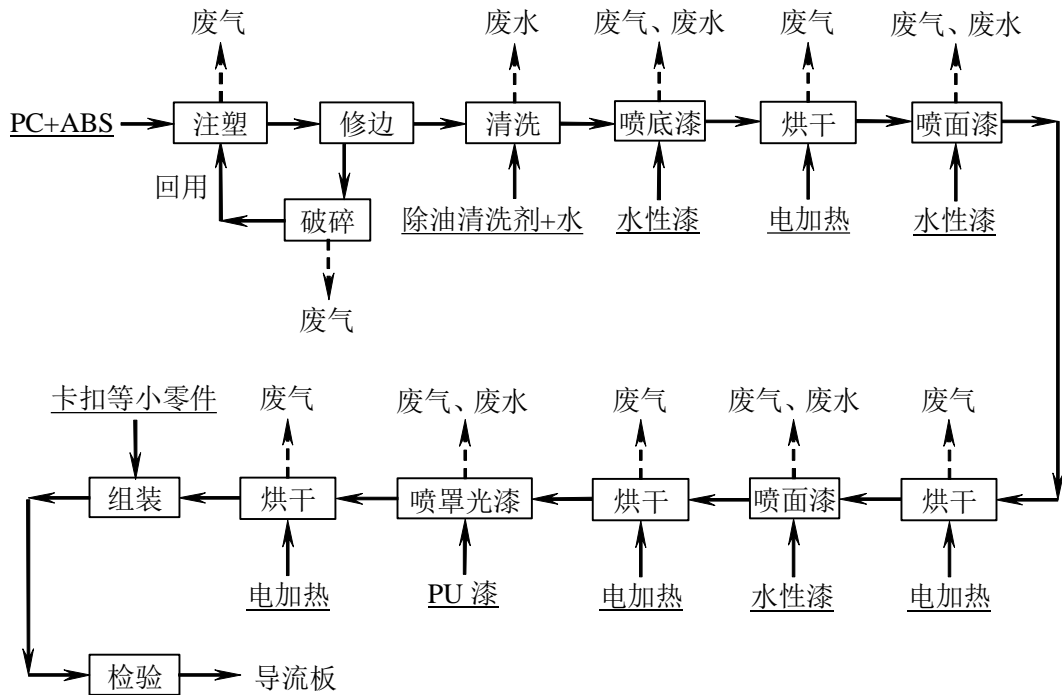 废气
废水
废气、废水
废气
废气、废水
PC+ABS
注塑
修边
清洗
喷底漆
烘干
喷面漆
回用
破碎
除油清洗剂+水
水性漆
电加热
水性漆
废气
卡扣等小零件
废气
废气、废水
废气
废气、废水
废气
组装
烘干
喷罩光漆
烘干
喷面漆
烘干
电加热
PU 漆
电加热
水性漆
电加热
检验
导流板